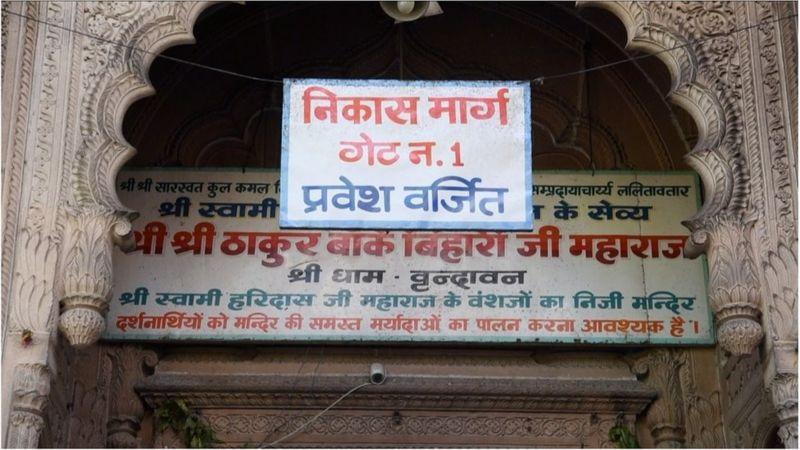 निकास मार्ग
गेट न. 1
प्रवेश वर्जित
श्री श्री सारस्वत कुल कमल सम्प्रदायाचार्य्य ललितावतार
श्री स्वामी के सेव्य
श्री श्री ठाकुर बांके बिहारी जी महाराज
श्री धाम - वृन्दावन
श्री स्वामी हरिदास जी महाराज के वंशजों का निजी मन्दिर
दर्शनार्थियों को मन्दिर की समस्त मर्यादाओं का पालन करना आवश्यक है।